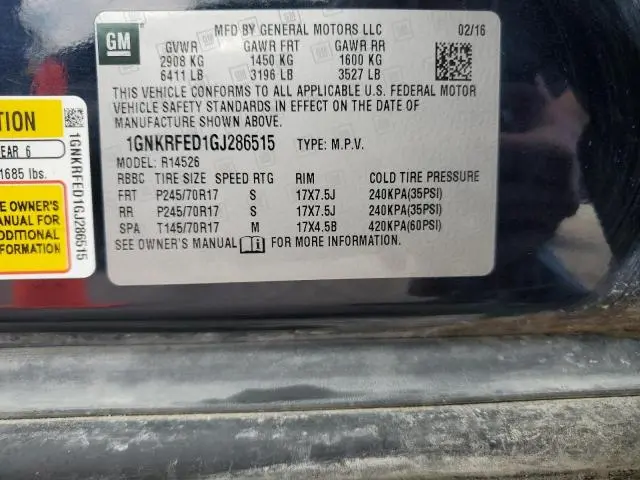 GM
MFD BY GENERAL MOTORS LLC 02/16
GVWR GAWR FRT GAWR RR
2908 KG 1450 KG 1600 KG
6411 LB 3196 LB 3527 LB
THIS VEHICLE CONFORMS TO ALL APPLICABLE U.S. FEDERAL MOTOR
VEHICLE SAFETY STANDARDS IN EFFECT ON THE DATE OF
MANUFACTURE SHOWN ABOVE.
1GNKRFED1GJ286515 TYPE: M.P.V.
MODEL: R14526
RBBC TIRE SIZE SPEED RTG RIM COLD TIRE PRESSURE
FRT P245/70R17 S 17X7.5J 240KPA(35PSI)
RR P245/70R17 S 17X7.5J 240KPA(35PSI)
SPA T145/70R17 M 17X4.5B 420KPA(60PSI)
SEE OWNER'S MANUAL FOR MORE INFORMATION.
TION
EAR 6
1685 lbs.
E OWNER'S
ANUAL FOR
DDITIONAL
FORMATION
1GNKRFED1GJ286515